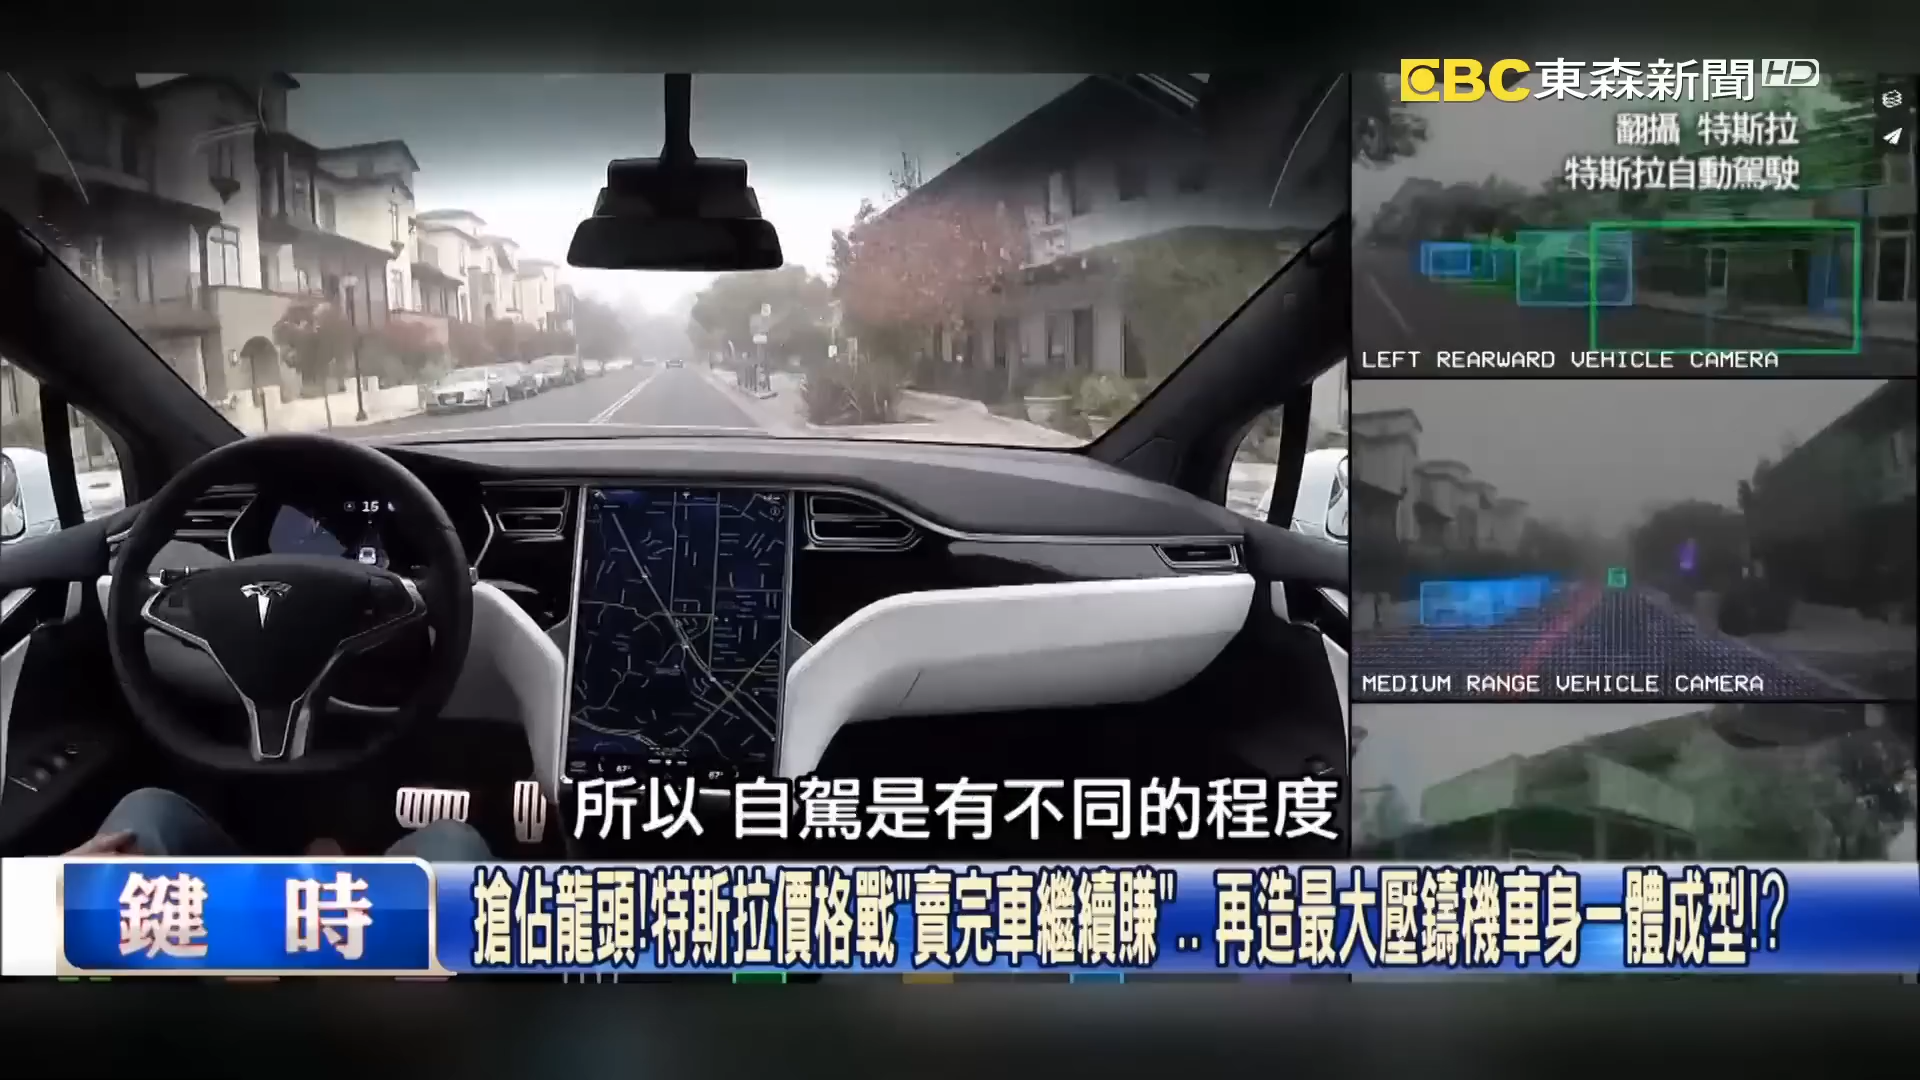 EBC東森新聞HD
翻攝 特斯拉
特斯拉自動駕駛
LEFT REARWARD VEHICLE CAMERA
15
MEDIUM RANGE VEHICLE CAMERA
67°
67°
所以 自駕是有不同的程度
鍵 時
搶佔龍頭!特斯拉價格戰"賣完車繼續賺"..再造最大壓鑄機車身一體成型!?